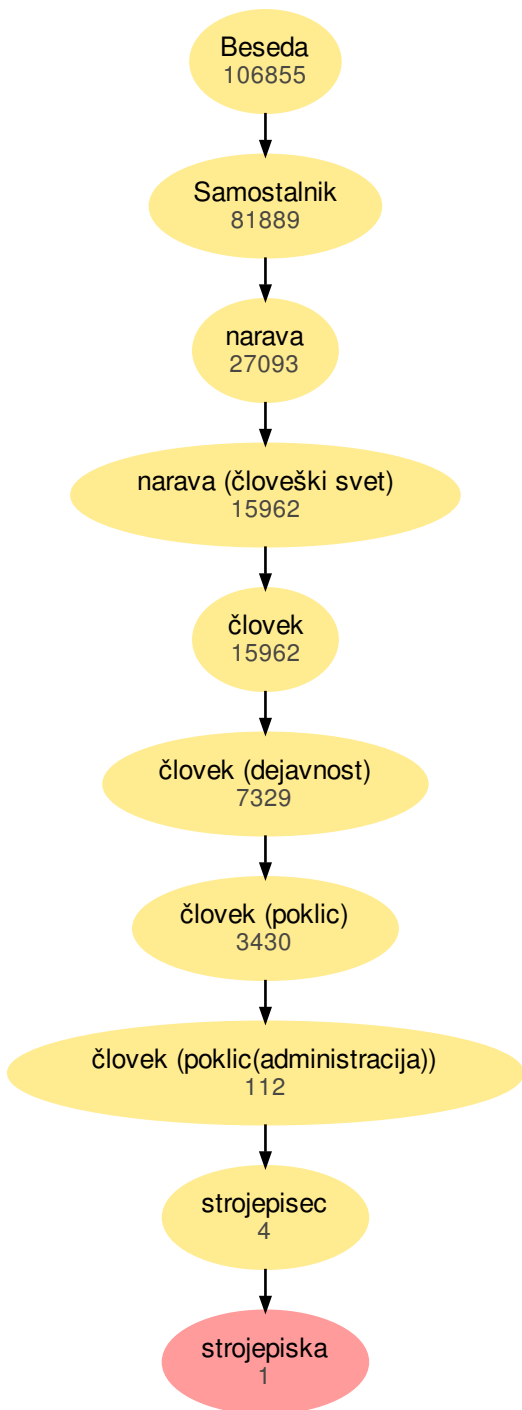 Beseda
106855
Samostalnik
81889
narava
27093
narava (človeški svet)
15962
človek
15962
človek (dejavnost)
7329
človek (poklic)
3430
človek (poklic(administracija))
112
strojepisec
4
strojepiska
1